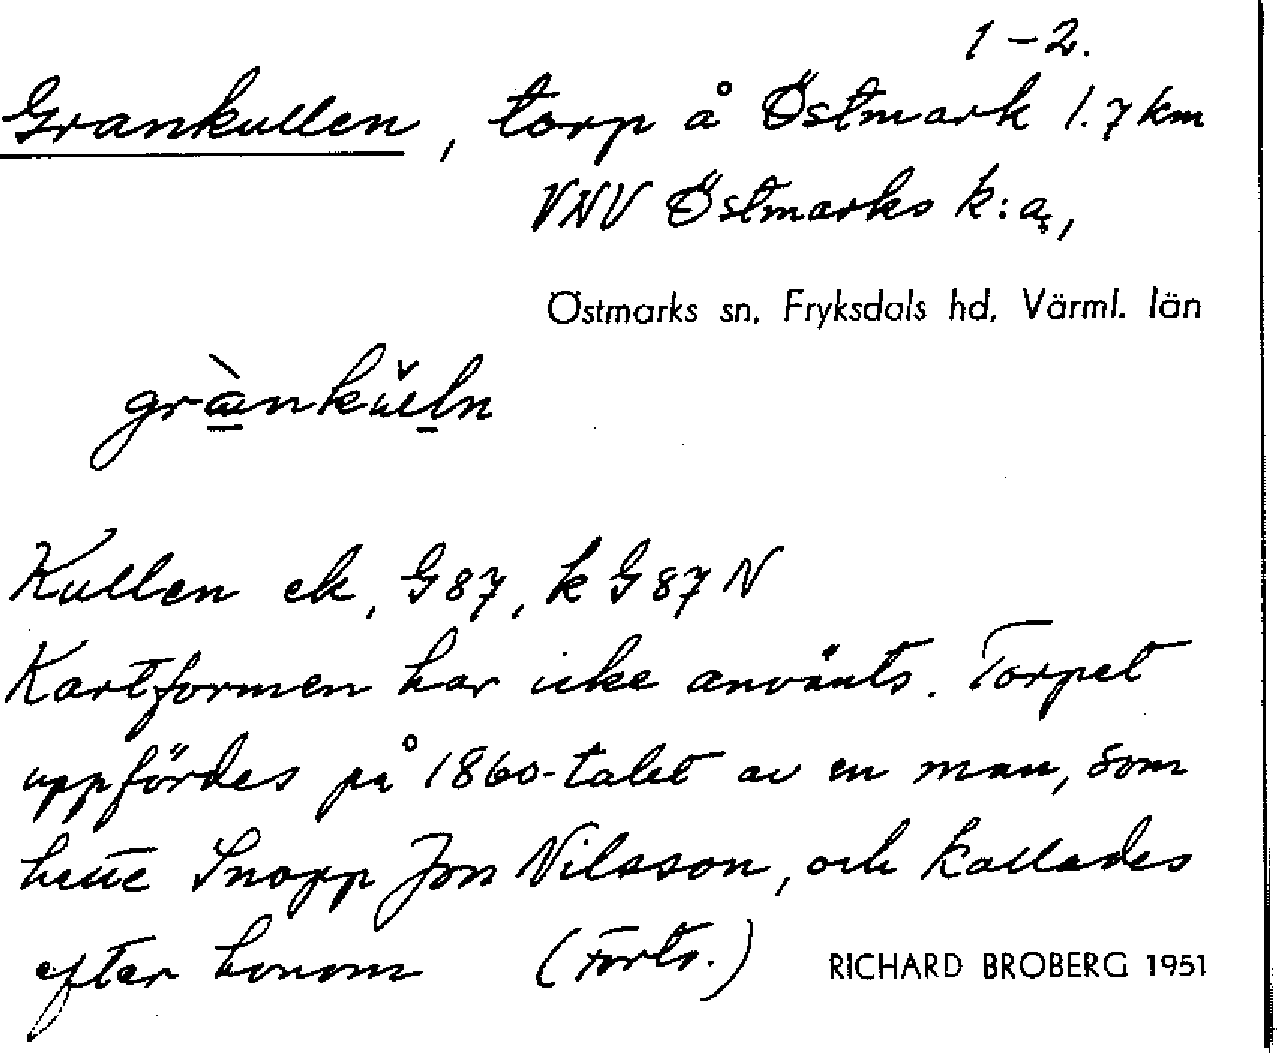 1-2.
Grankullen, torp å Östmark 1.7 km
VNV Östmarks k:a,
Östmarks sn. Fryksdals hd. Värml. län
Kullen ek, G87, k G87 N
Kartformen har icke använts. Torpet
uppfördes på 1860-talet av en man, som
hette Snopp Jon Nilsson, och kallades
efter honom (Forts.) RICHARD BROBERG 1951